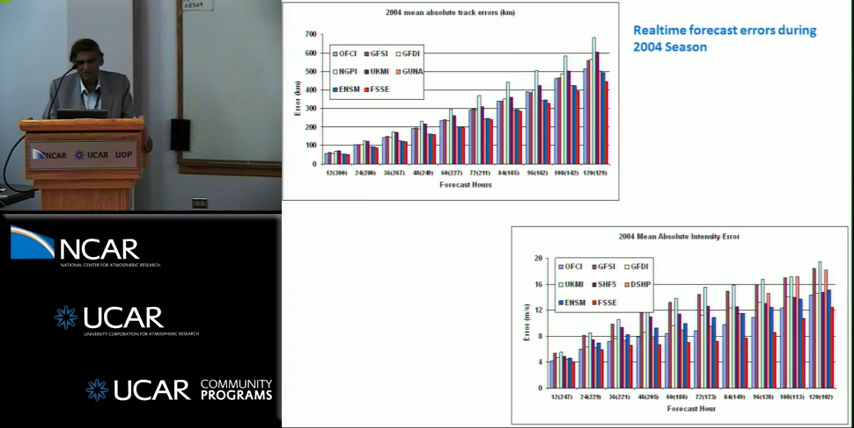 NCAR UCAR UOP
NCAR
NATIONAL CENTER FOR ATMOSPHERIC RESEARCH
UCAR
UNIVERSITY CORPORATION FOR ATMOSPHERIC RESEARCH
UCAR COMMUNITY PROGRAMS
2004 mean absolute track errors (km)
Error (km)
700
600
500
400
300
200
100
0
OFCI GFSI GFDI
NGPI UKMI GUNA
ENSM FSSE
12(300) 24(280) 36(267) 48(249) 60(227) 72(211) 84(185) 96(162) 108(142) 120(129)
Forecast Hours
Realtime forecast errors during
2004 Season
2004 Mean Absolute Intensity Error
Error (m/s)
20
16
12
8
4
0
OFCI GFSI GFDI
UKMI SHF5 DSHP
ENSM FSSE
12(247) 24(229) 36(221) 48(205) 60(188) 72(173) 84(149) 96(128) 108(113) 120(102)
Forecast Hour